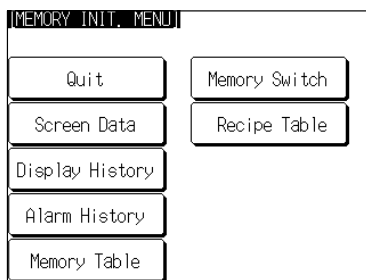 [MEMORY INIT. MENU]
Quit
Memory Switch
Screen Data
Recipe Table
Display History
Alarm History
Memory Table